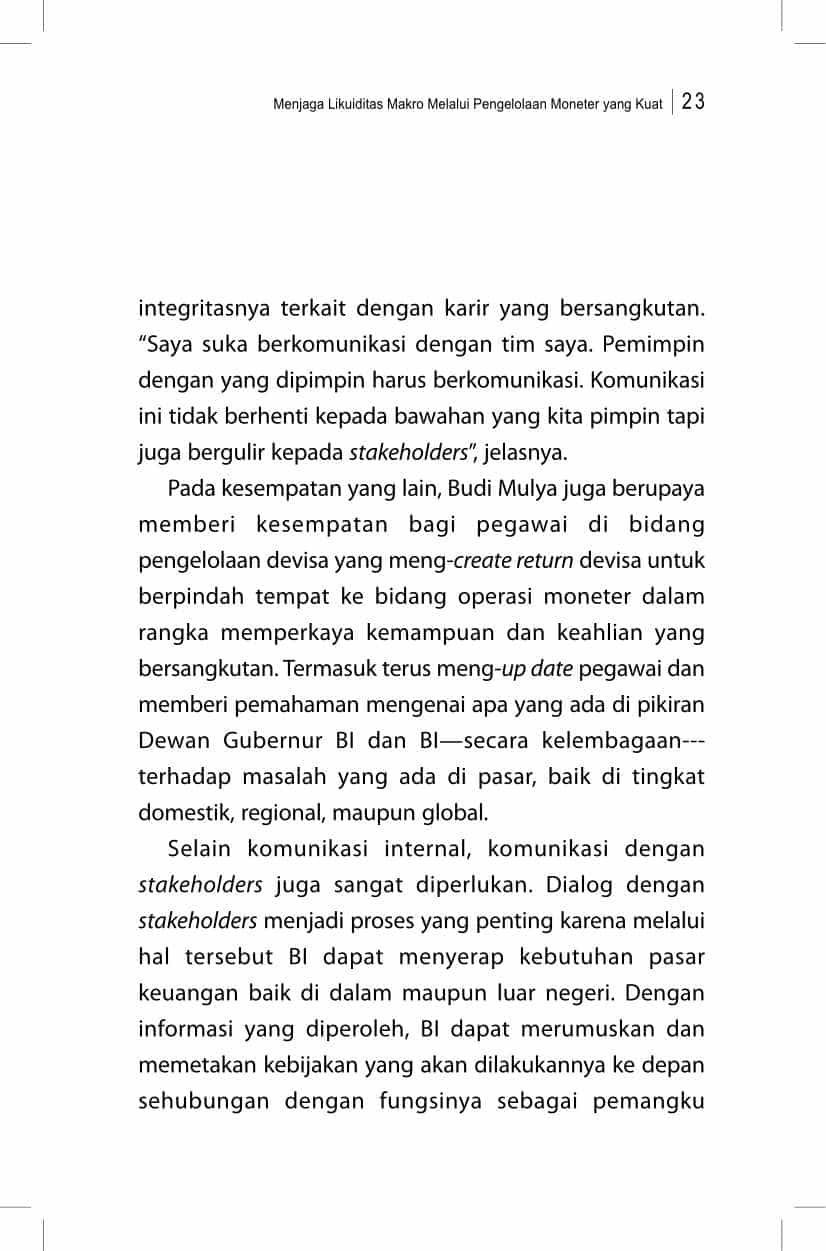 Menjaga Likuiditas Makro Melalui Pengelolaan Moneter yang Kuat | 23
integritasnya terkait dengan karir yang bersangkutan.
“Saya suka berkomunikasi dengan tim saya. Pemimpin
dengan yang dipimpin harus berkomunikasi. Komunikasi
ini tidak berhenti kepada bawahan yang kita pimpin tapi
juga bergulir kepada stakeholders”, jelasnya.
Pada kesempatan yang lain, Budi Mulya juga berupaya
memberi kesempatan bagi pegawai di bidang
pengelolaan devisa yang meng-create return devisa untuk
berpindah tempat ke bidang operasi moneter dalam
rangka memperkaya kemampuan dan keahlian yang
bersangkutan. Termasuk terus meng-up date pegawai dan
memberi pemahaman mengenai apa yang ada di pikiran
Dewan Gubernur BI dan BI—secara kelembagaan---
terhadap masalah yang ada di pasar, baik di tingkat
domestik, regional, maupun global.
Selain komunikasi internal, komunikasi dengan
stakeholders juga sangat diperlukan. Dialog dengan
stakeholders menjadi proses yang penting karena melalui
hal tersebut BI dapat menyerap kebutuhan pasar
keuangan baik di dalam maupun luar negeri. Dengan
informasi yang diperoleh, BI dapat merumuskan dan
memetakan kebijakan yang akan dilakukannya ke depan
sehubungan dengan fungsinya sebagai pemangku